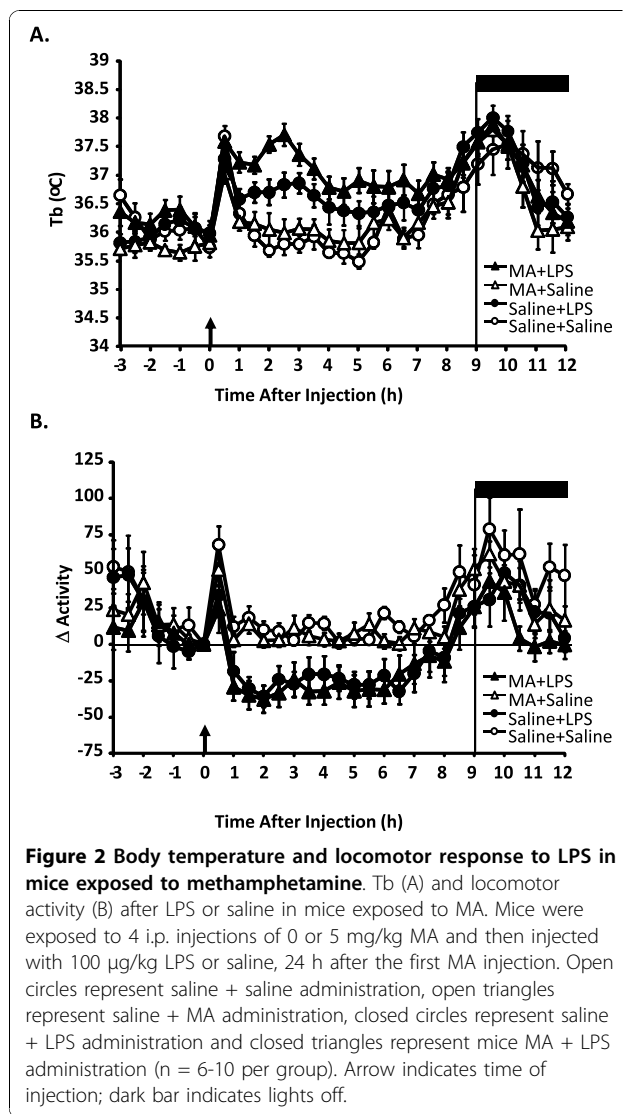 A.
39
38.5
38
37.5
37
36.5
36
35.5
35
34.5
34
Tb (oC)
MA+LPS
MA+Saline
Saline+LPS
Saline+Saline
-3 -2 -1 0 1 2 3 4 5 6 7 8 9 10 11 12
Time After Injection (h)
B.
125
100
75
50
25
0
-25
-50
-75
Δ Activity
MA+LPS
MA+Saline
Saline+LPS
Saline+Saline
-3 -2 -1 0 1 2 3 4 5 6 7 8 9 10 11 12
Time After Injection (h)
Figure 2 Body temperature and locomotor response to LPS in
mice exposed to methamphetamine. Tb (A) and locomotor
activity (B) after LPS or saline in mice exposed to MA. Mice were
exposed to 4 i.p. injections of 0 or 5 mg/kg MA and then injected
with 100 μg/kg LPS or saline, 24 h after the first MA injection. Open
circles represent saline + saline administration, open triangles
represent saline + MA administration, closed circles represent saline
+ LPS administration and closed triangles represent mice MA + LPS
administration (n = 6-10 per group). Arrow indicates time of
injection; dark bar indicates lights off.